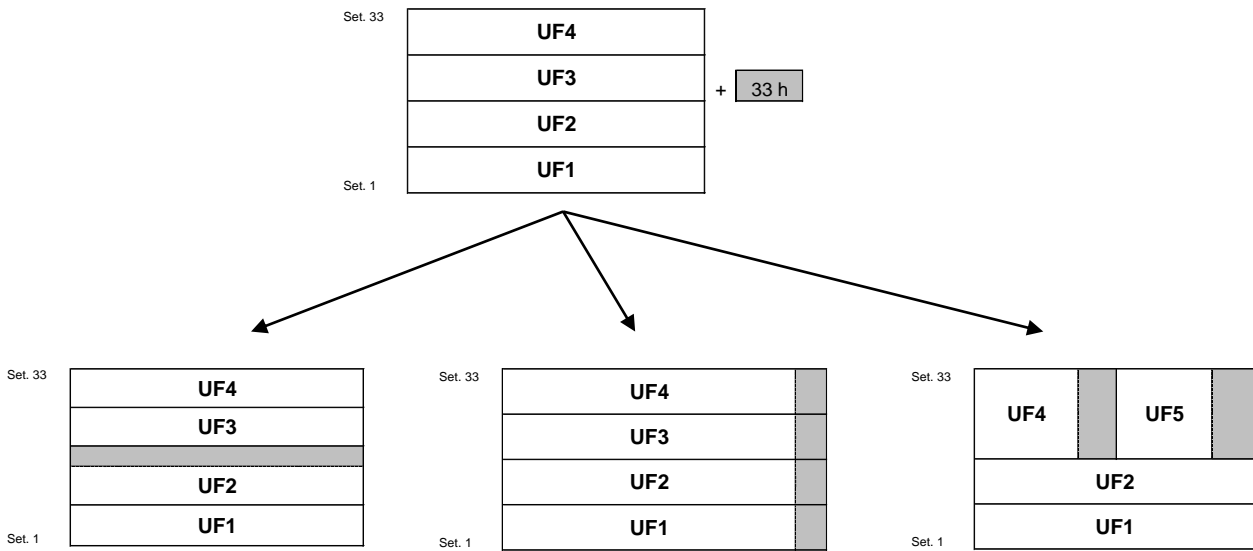 Set. 33
UF4
UF3
+ 33 h
UF2
UF1
Set. 1
Set. 33
UF4
UF3
UF2
UF1
Set. 1
Set. 33
UF4
UF3
UF2
UF1
Set. 1
Set. 33
UF4 UF5
UF2
UF1
Set. 1